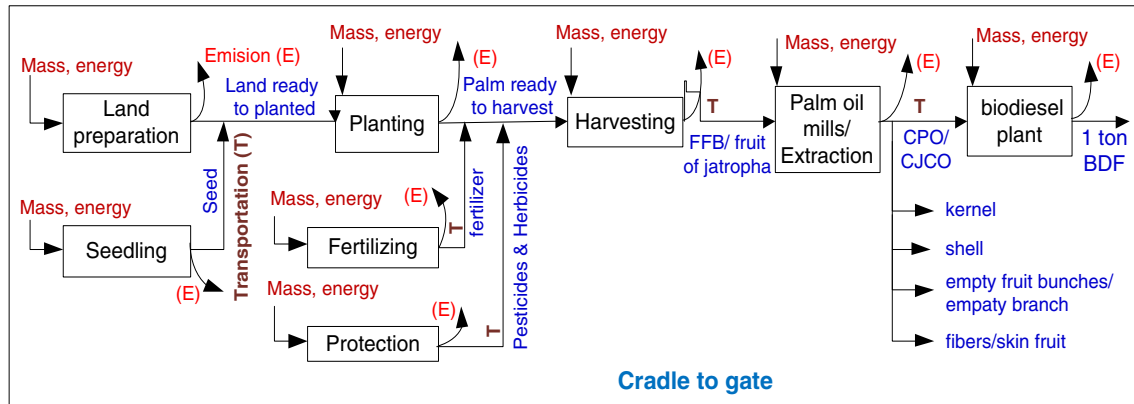 Mass, energy
Emision (E)
Land
preparation
Land ready
to planted
Mass, energy
(E)
Planting
Palm ready
to harvest
Mass, energy
(E)
Harvesting
T
FFB/ fruit
of jatropha
Mass, energy
(E)
Palm oil
mills/
Extraction
T
CPO/
CJCO
Mass, energy
(E)
biodiesel
plant
1 ton
BDF
Mass, energy
Seedling
(E)
Seed
Transportation (T)
Mass, energy
(E)
Fertilizing
T
fertilizer
Mass, energy
(E)
Protection
T
Pesticides & Herbicides
kernel
shell
empty fruit bunches/
empaty branch
fibers/skin fruit
Cradle to gate